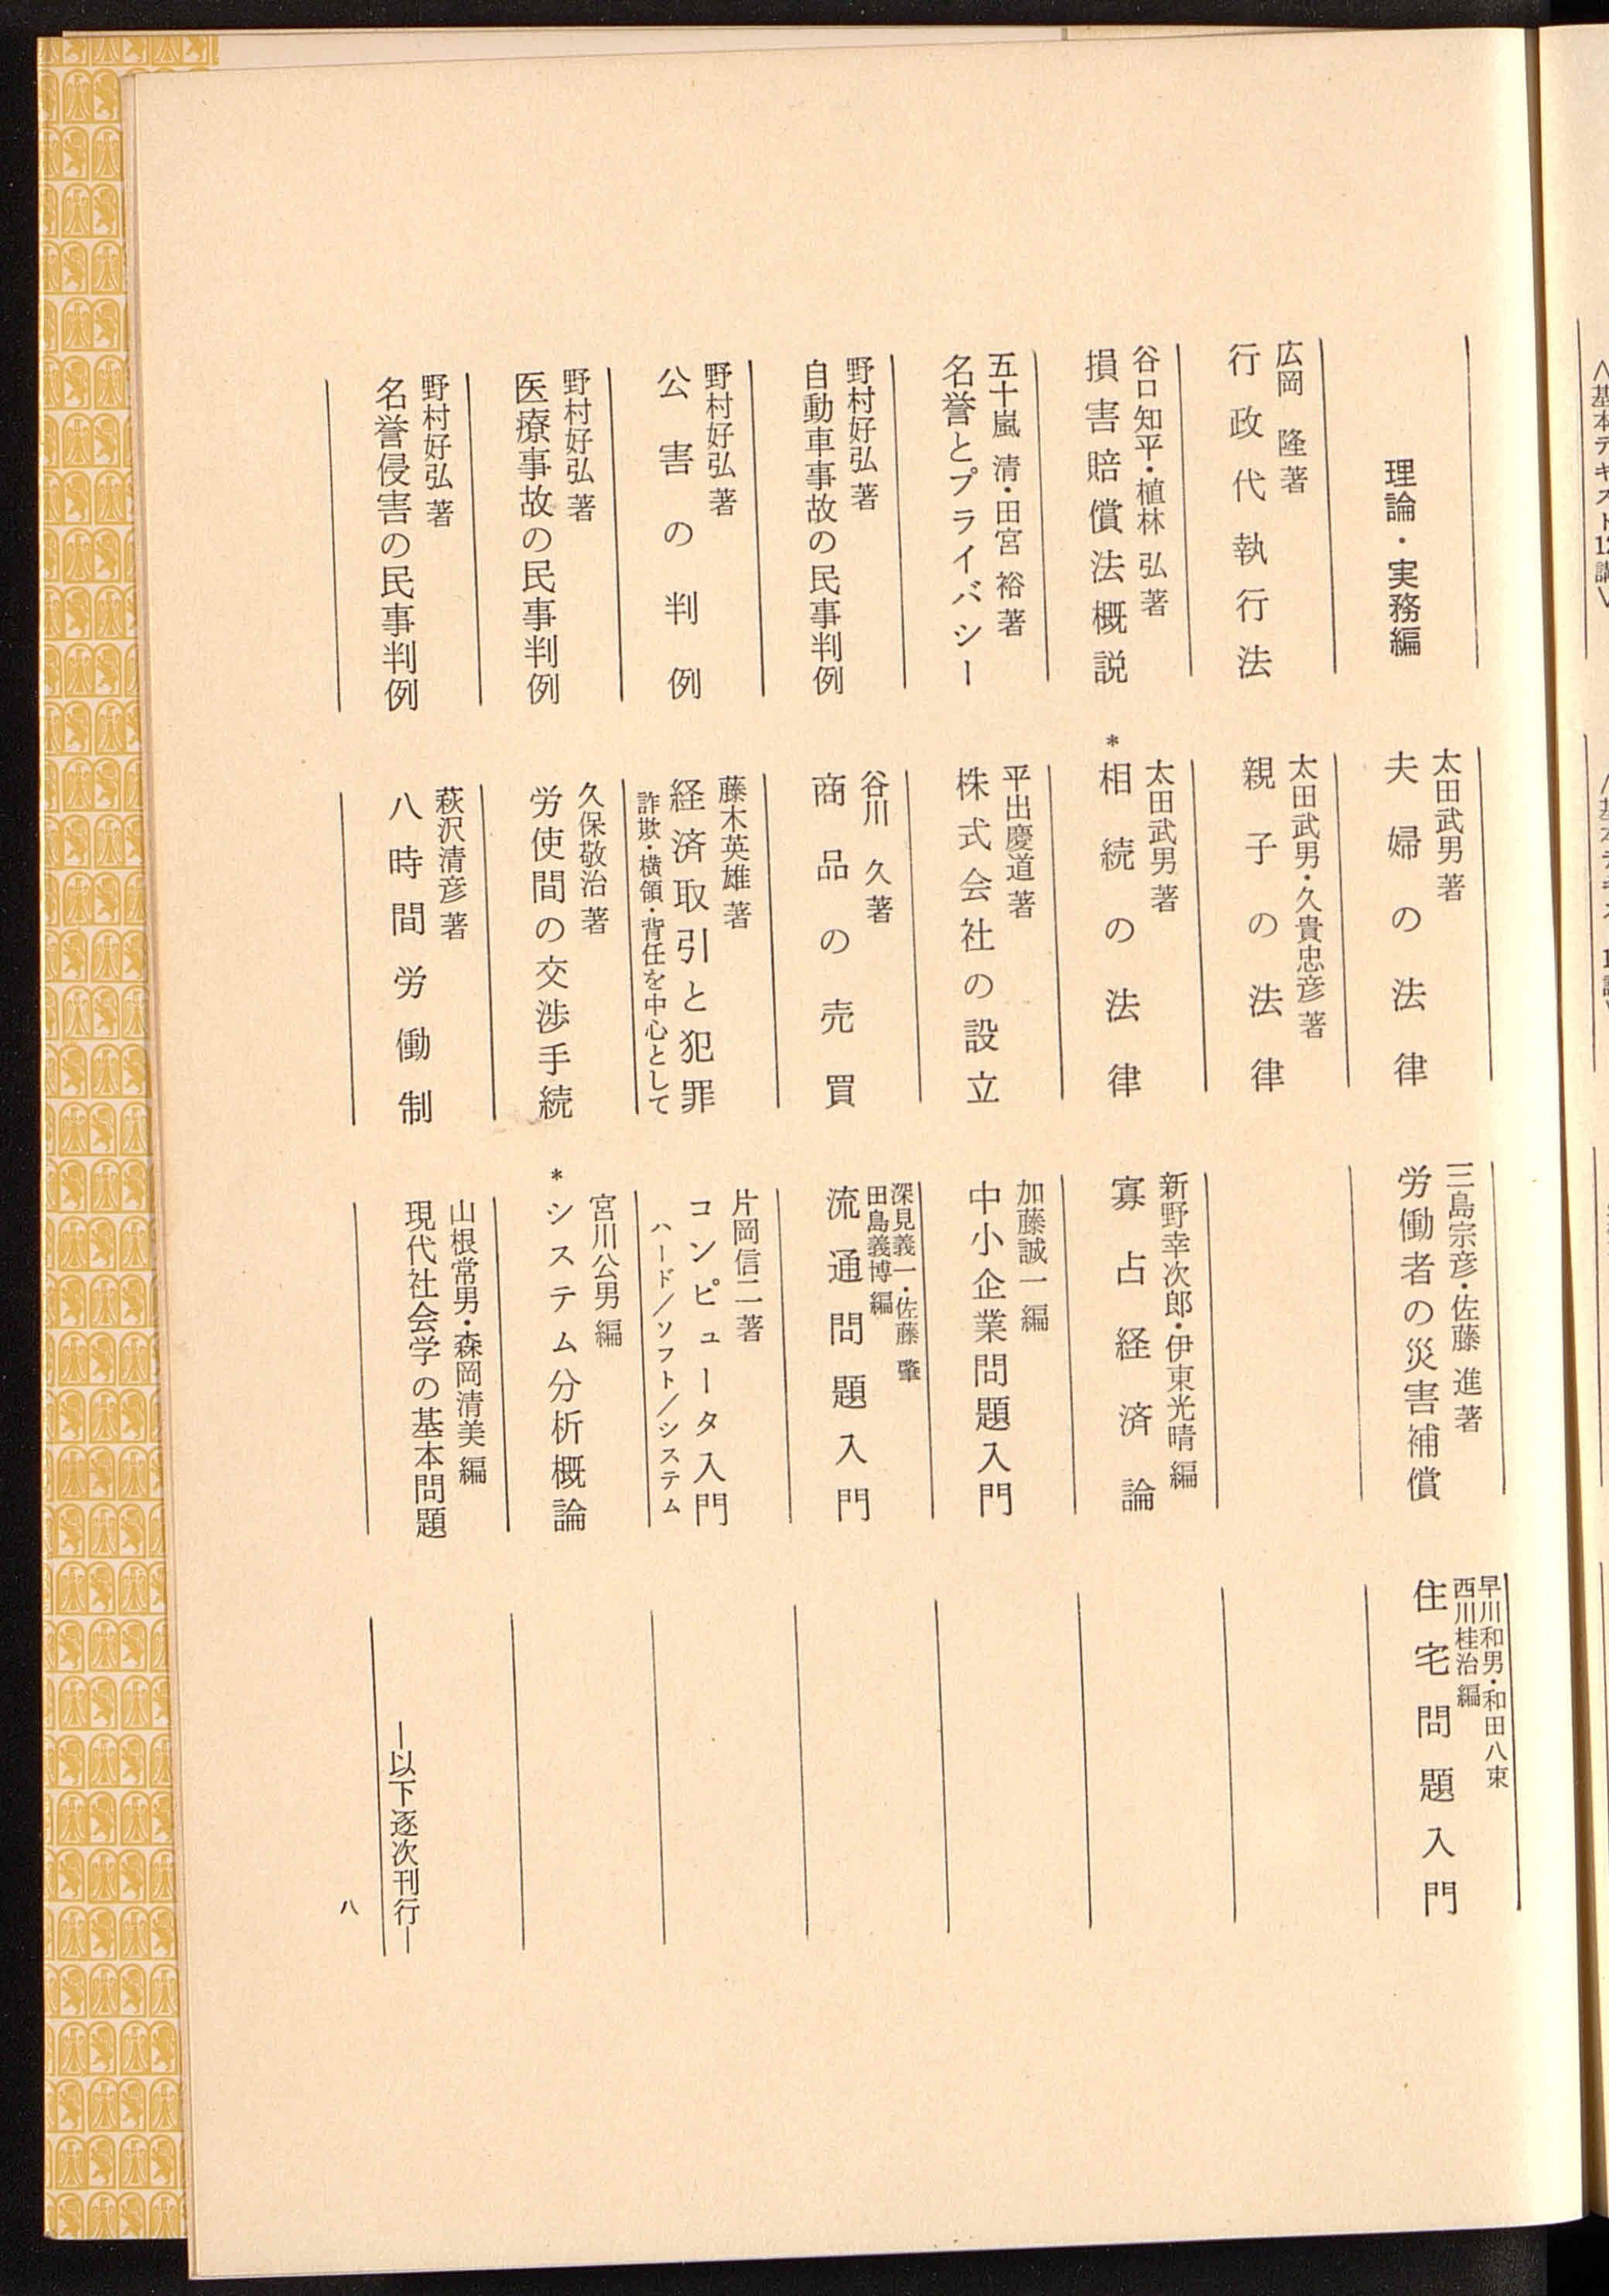 理論・実務編
広岡 隆著
行政代執行法
谷口知平・植林 弘著
損害賠償法概説
五十嵐 清・田宮 裕著
名誉とプライバシー
野村好弘著
自動車事故の民事判例
野村好弘著
公害の判例
野村好弘著
医療事故の民事判例
野村好弘著
名誉侵害の民事判例
太田武男著
夫婦の法律
太田武男・久貴忠彦著
親子の法律
太田武男著
*相続の法律
平出慶道著
株式会社の設立
谷川 久著
商品の売買
藤木英雄著
経済取引と犯罪
詐欺・横領・背任を中心として
久保敬治著
労使間の交渉手続
萩沢清彦著
八時間労働制
三島宗彦・佐藤 進著
労働者の災害補償
新野幸次郎・伊東光晴編
寡占経済論
加藤誠一編
中小企業問題入門
深見義一・佐藤 肇
田島義博編
流通問題入門
片岡信二著
コンピュータ入門
ハード/ソフト/システム
宮川公男編
*システム分析概論
山根常男・森岡清美編
現代社会学の基本問題
早川和男・和田八束
西川桂治編
住宅問題入門
―以下逐次刊行―
八